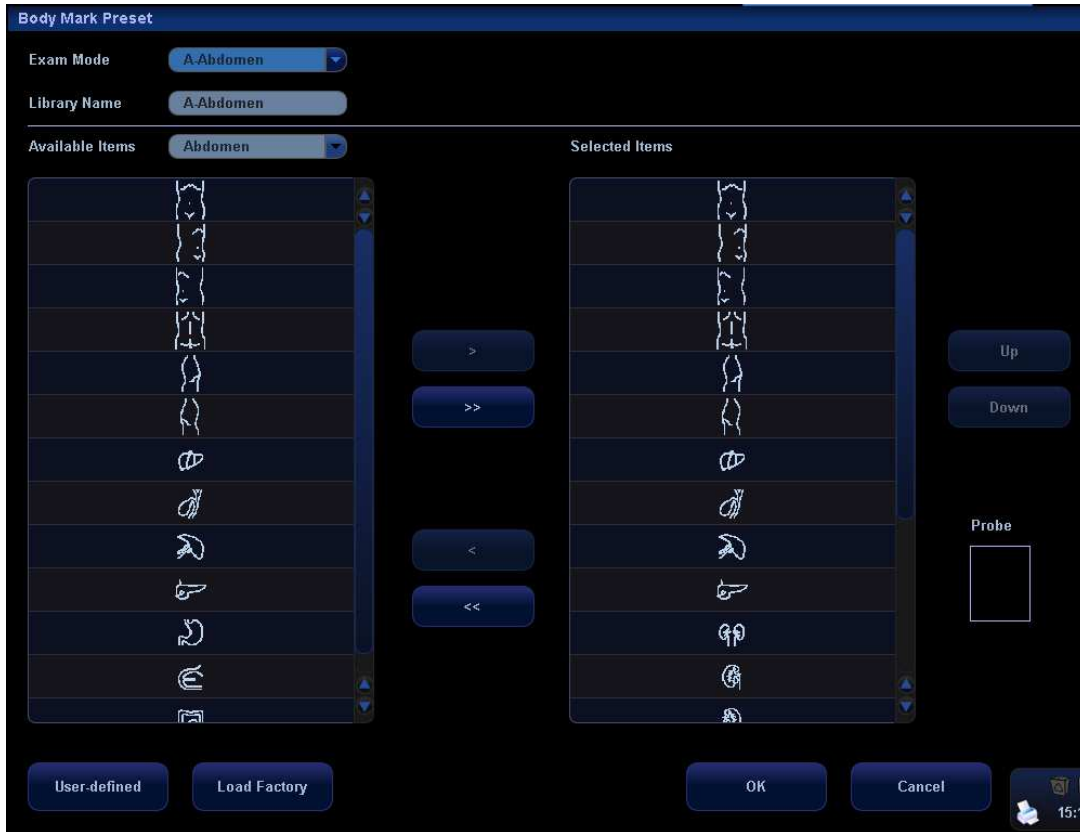 Body Mark Preset
Exam Mode A-Abdomen
Library Name A-Abdomen
Available Items Abdomen
Selected Items
>
>>
<
<<
Up
Down
Probe
User-defined
Load Factory
OK
Cancel